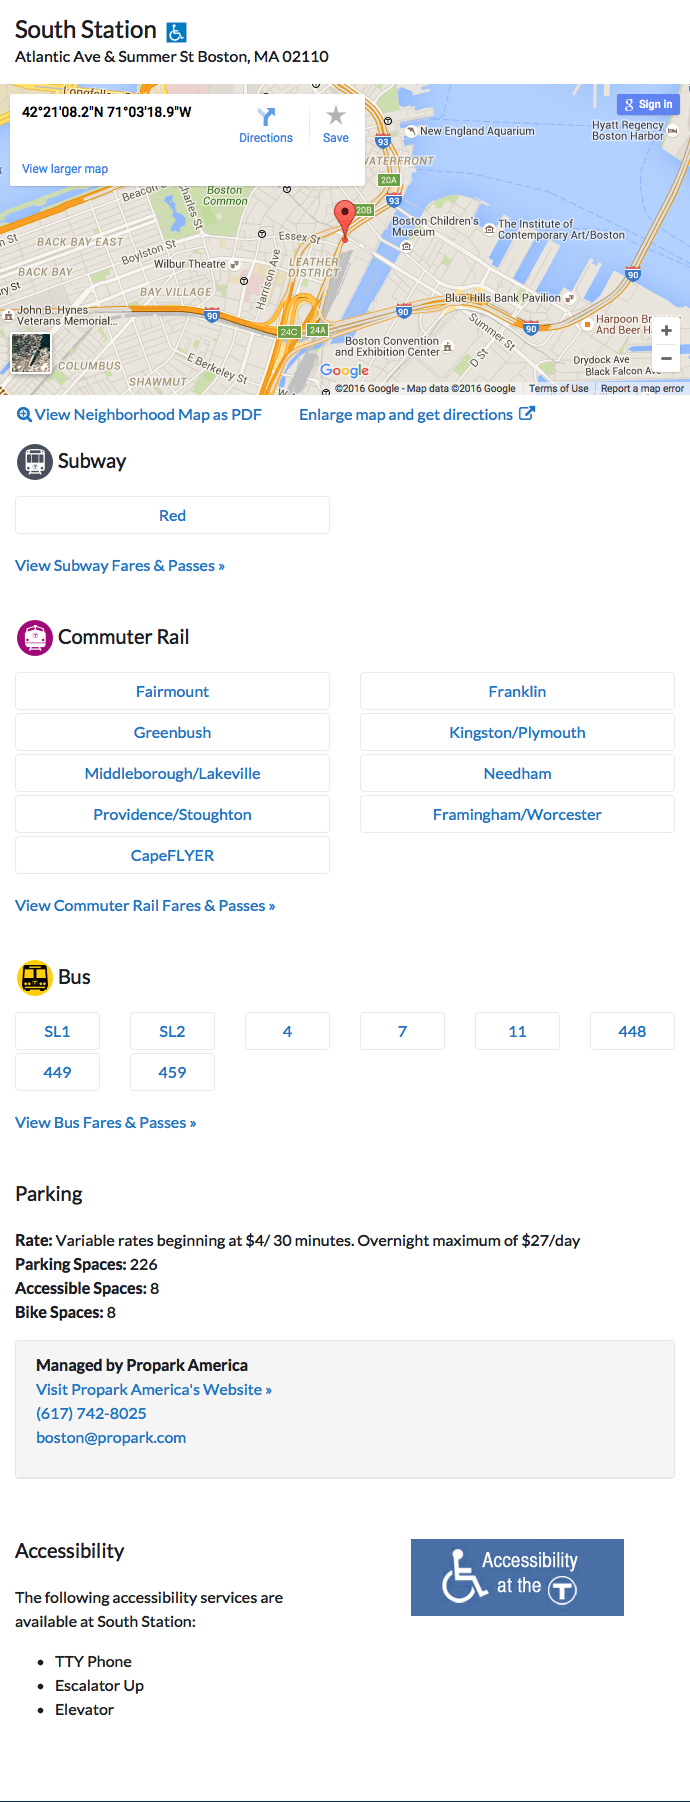 South Station
Atlantic Ave & Summer St Boston, MA 02110
42°21'08.2"N 71°03'18.9"W
Directions
Save
View larger map
Sign in
New England Aquarium
Hyatt Regency
Boston Harbor
93
WATERFRONT
20A
93
20B
Beacon
Charles St
Boston
Common
Essex St
Boston Children's
Museum
The Institute of
Contemporary Art/Boston
BACK BAY EAST
Boylston St
Wilbur Theatre
Harrison Ave
LEATHER
DISTRICT
BACK BAY
BAY VILLAGE
90
Blue Hills Bank Pavilion
John B. Hynes
Veterans Memorial...
90
90
90
24C
24A
Summer St
Harpoon
And Beer
Boston Convention
and Exhibition Center
D St
COLUMBUS
E Berkeley St
SHAWMUT
Drydock Ave
Black Falcon Ave
Google
©2016 Google - Map data ©2016 Google
Terms of Use
Report a map error
View Neighborhood Map as PDF
Enlarge map and get directions
Subway
Red
View Subway Fares & Passes »
Commuter Rail
Fairmount
Franklin
Greenbush
Kingston/Plymouth
Middleborough/Lakeville
Needham
Providence/Stoughton
Framingham/Worcester
CapeFLYER
View Commuter Rail Fares & Passes »
Bus
SL1
SL2
4
7
11
448
449
459
View Bus Fares & Passes »
Parking
Rate: Variable rates beginning at $4/ 30 minutes. Overnight maximum of $27/day
Parking Spaces: 226
Accessible Spaces: 8
Bike Spaces: 8
Managed by Propark America
Visit Propark America's Website »
(617) 742-8025
boston@propark.com
Accessibility
Accessibility
at the T
The following accessibility services are
available at South Station:
• TTY Phone
• Escalator Up
• Elevator